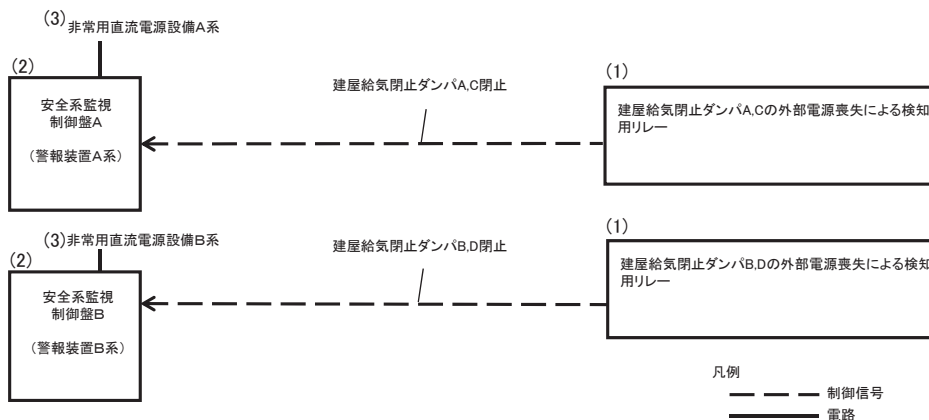 (3)非常用直流電源設備A系
(2)
安全系監視
制御盤A
(警報装置A系)
建屋給気閉止ダンパA,C閉止
(1)
建屋給気閉止ダンパA,Cの外部電源喪失による検知
用リレー
(3)非常用直流電源設備B系
(2)
安全系監視
制御盤B
(警報装置B系)
建屋給気閉止ダンパB,D閉止
(1)
建屋給気閉止ダンパB,Dの外部電源喪失による検知
用リレー
凡例
制御信号
電路